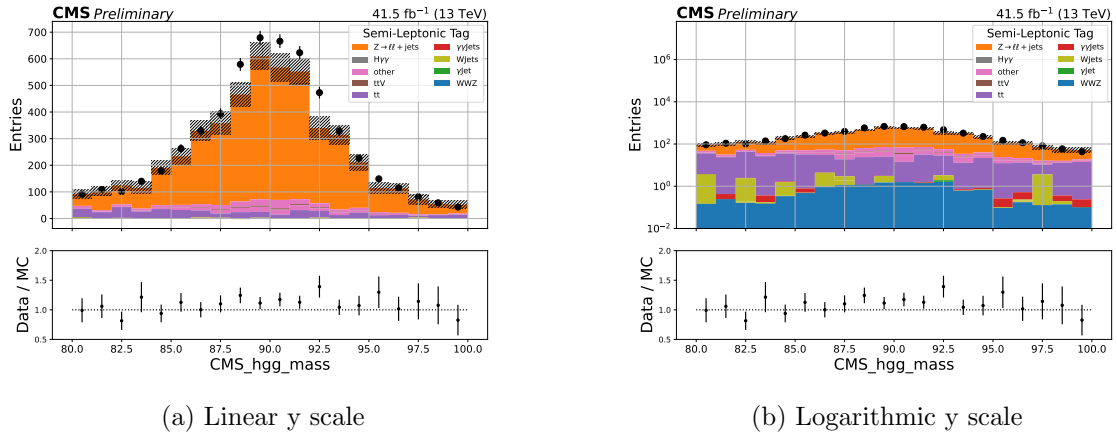 CMS Preliminary 41.5 fb⁻¹ (13 TeV)
Semi-Leptonic Tag
Z→ℓℓ+jets γγJets
Hγγ WJets
other γJet
ttV WWZ
tt
Entries
700
600
500
400
300
200
100
0
Data / MC
2.0
1.5
1.0
0.5
80.0 82.5 85.0 87.5 90.0 92.5 95.0 97.5 100.0
CMS_hgg_mass
(a) Linear y scale
CMS Preliminary 41.5 fb⁻¹ (13 TeV)
Semi-Leptonic Tag
Z→ℓℓ+jets γγJets
Hγγ WJets
other γJet
ttV WWZ
tt
Entries
10⁶
10⁴
10²
10⁰
10⁻²
Data / MC
2.0
1.5
1.0
0.5
80.0 82.5 85.0 87.5 90.0 92.5 95.0 97.5 100.0
CMS_hgg_mass
(b) Logarithmic y scale